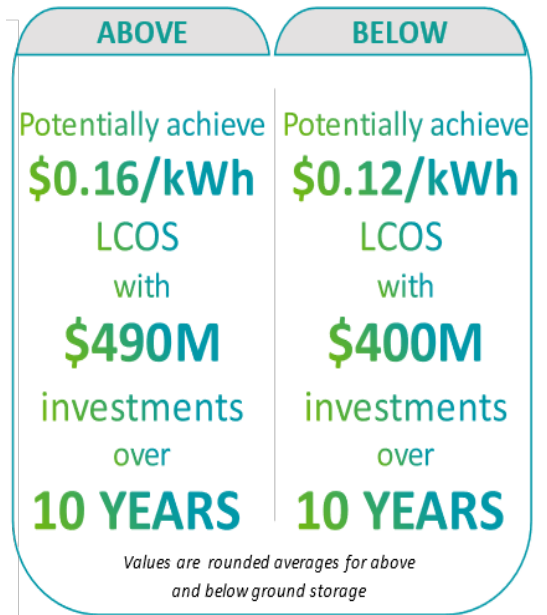 ABOVE
Potentially achieve
$0.16/kWh
LCOS
with
$490M
investments
over
10 YEARS
BELOW
Potentially achieve
$0.12/kWh
LCOS
with
$400M
investments
over
10 YEARS
Values are rounded averages for above
and below ground storage